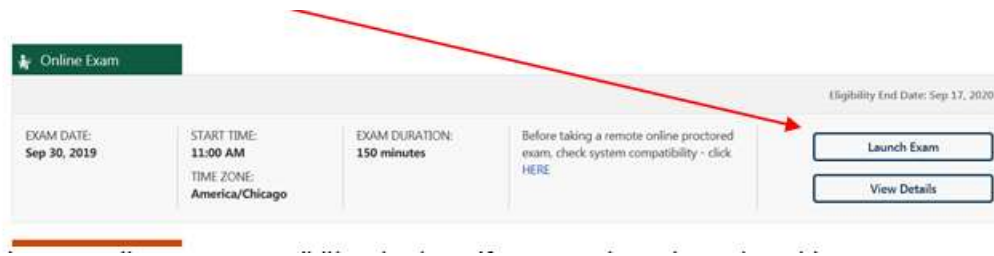 Online Exam
Eligibility End Date: Sep 17, 2020
EXAM DATE:
Sep 30, 2019
START TIME:
11:00 AM
TIME ZONE:
America/Chicago
EXAM DURATION:
150 minutes
Before taking a remote online proctored
exam, check system compatibility - click
HERE
Launch Exam
View Details